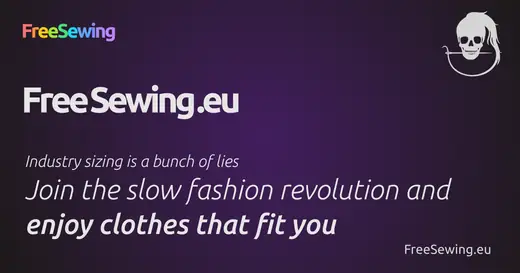 FreeSewing
FreeSewing.eu
Industry sizing is a bunch of lies
Join the slow fashion revolution and
enjoy clothes that fit you
FreeSewing.eu